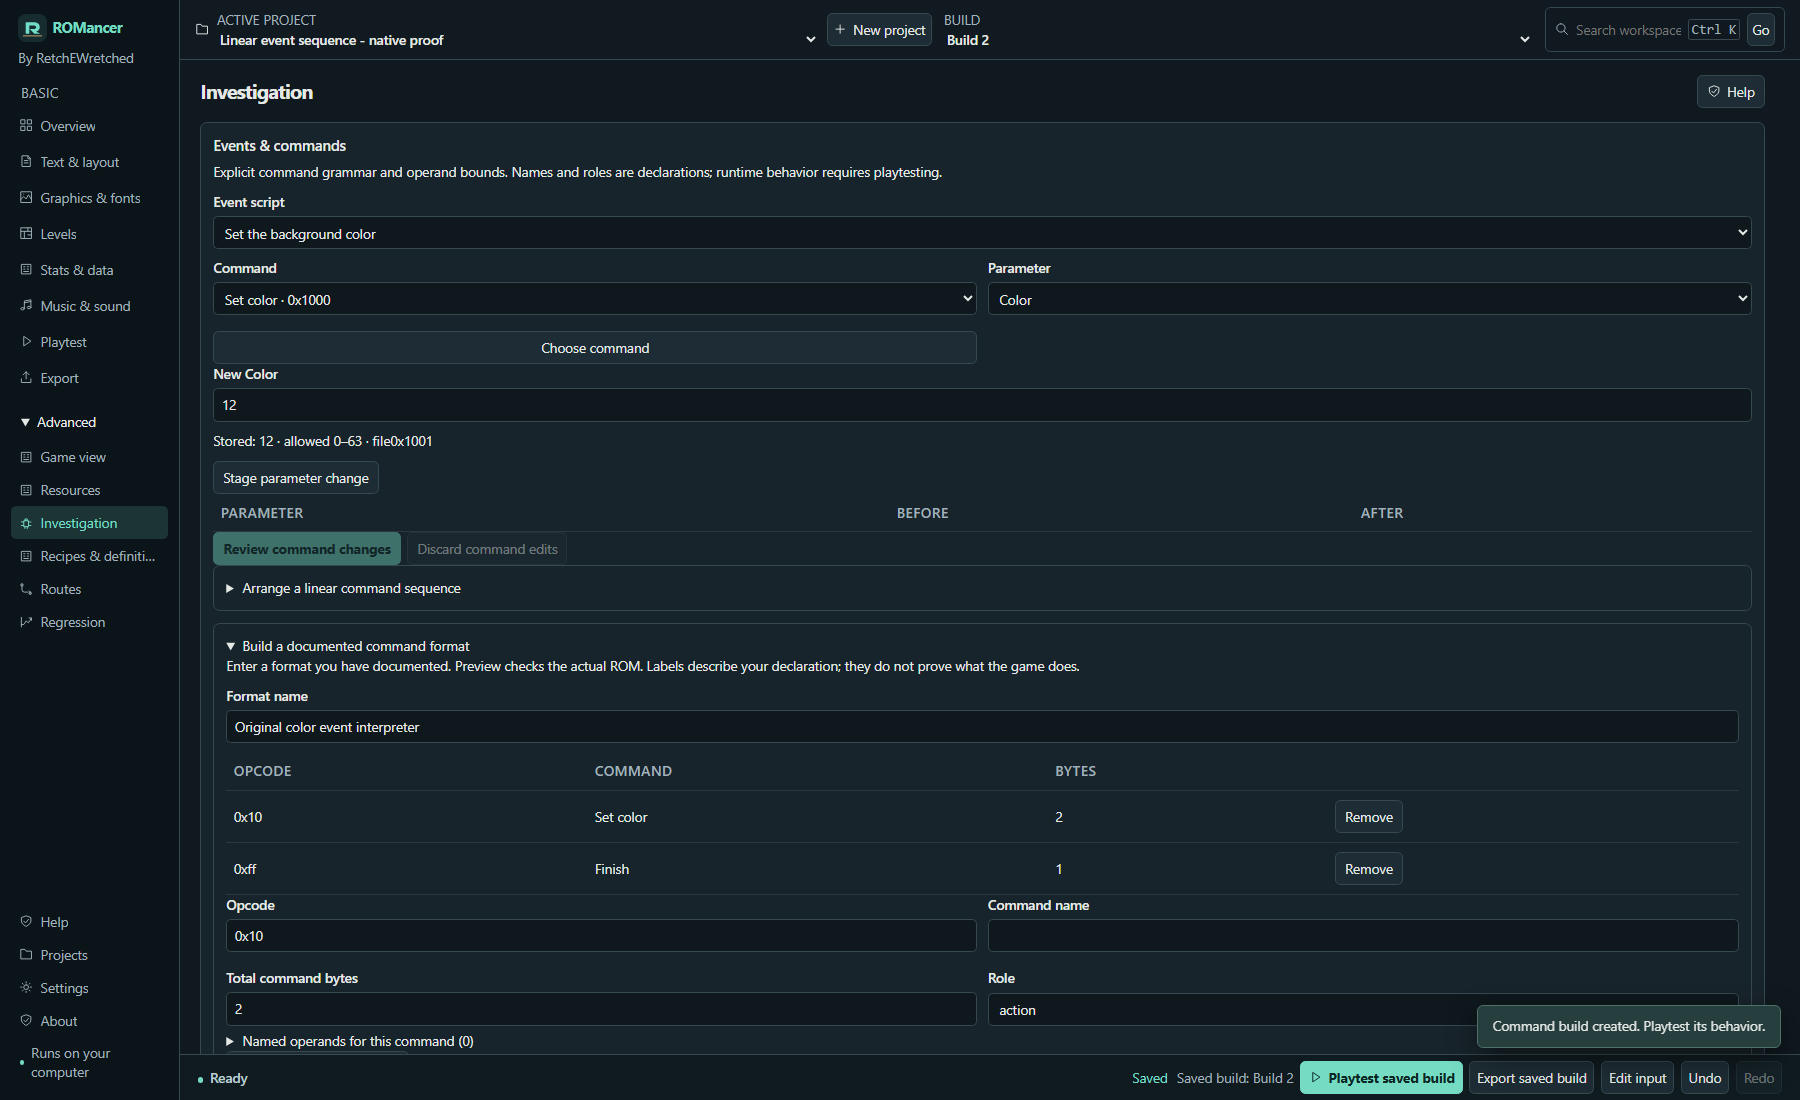 ROMancer
By RetchEWretched
BASIC
Overview
Text & layout
Graphics & fonts
Levels
Stats & data
Music & sound
Playtest
Export
Advanced
Game view
Resources
Investigation
Recipes & definiti...
Routes
Regression
Help
Projects
Settings
About
Runs on your
computer
ACTIVE PROJECT
Linear event sequence - native proof
New project
BUILD
Build 2
Search workspace
Ctrl K
Go
Investigation
Help
Events & commands
Explicit command grammar and operand bounds. Names and roles are declarations; runtime behavior requires playtesting.
Event script
Set the background color
Command
Parameter
Set color · 0x1000
Color
Choose command
New Color
12
Stored: 12 · allowed 0–63 · file0x1001
Stage parameter change
PARAMETER BEFORE AFTER
Review command changes
Discard command edits
Arrange a linear command sequence
Build a documented command format
Enter a format you have documented. Preview checks the actual ROM. Labels describe your declaration; they do not prove what the game does.
Format name
Original color event interpreter
OPCODE COMMAND BYTES
0x10 Set color 2 Remove
0xff Finish 1 Remove
Opcode
Command name
0x10
Total command bytes
Role
2
action
Named operands for this command (0)
Command build created. Playtest its behavior.
Ready
Saved
Saved build: Build 2
Playtest saved build
Export saved build
Edit input
Undo
Redo